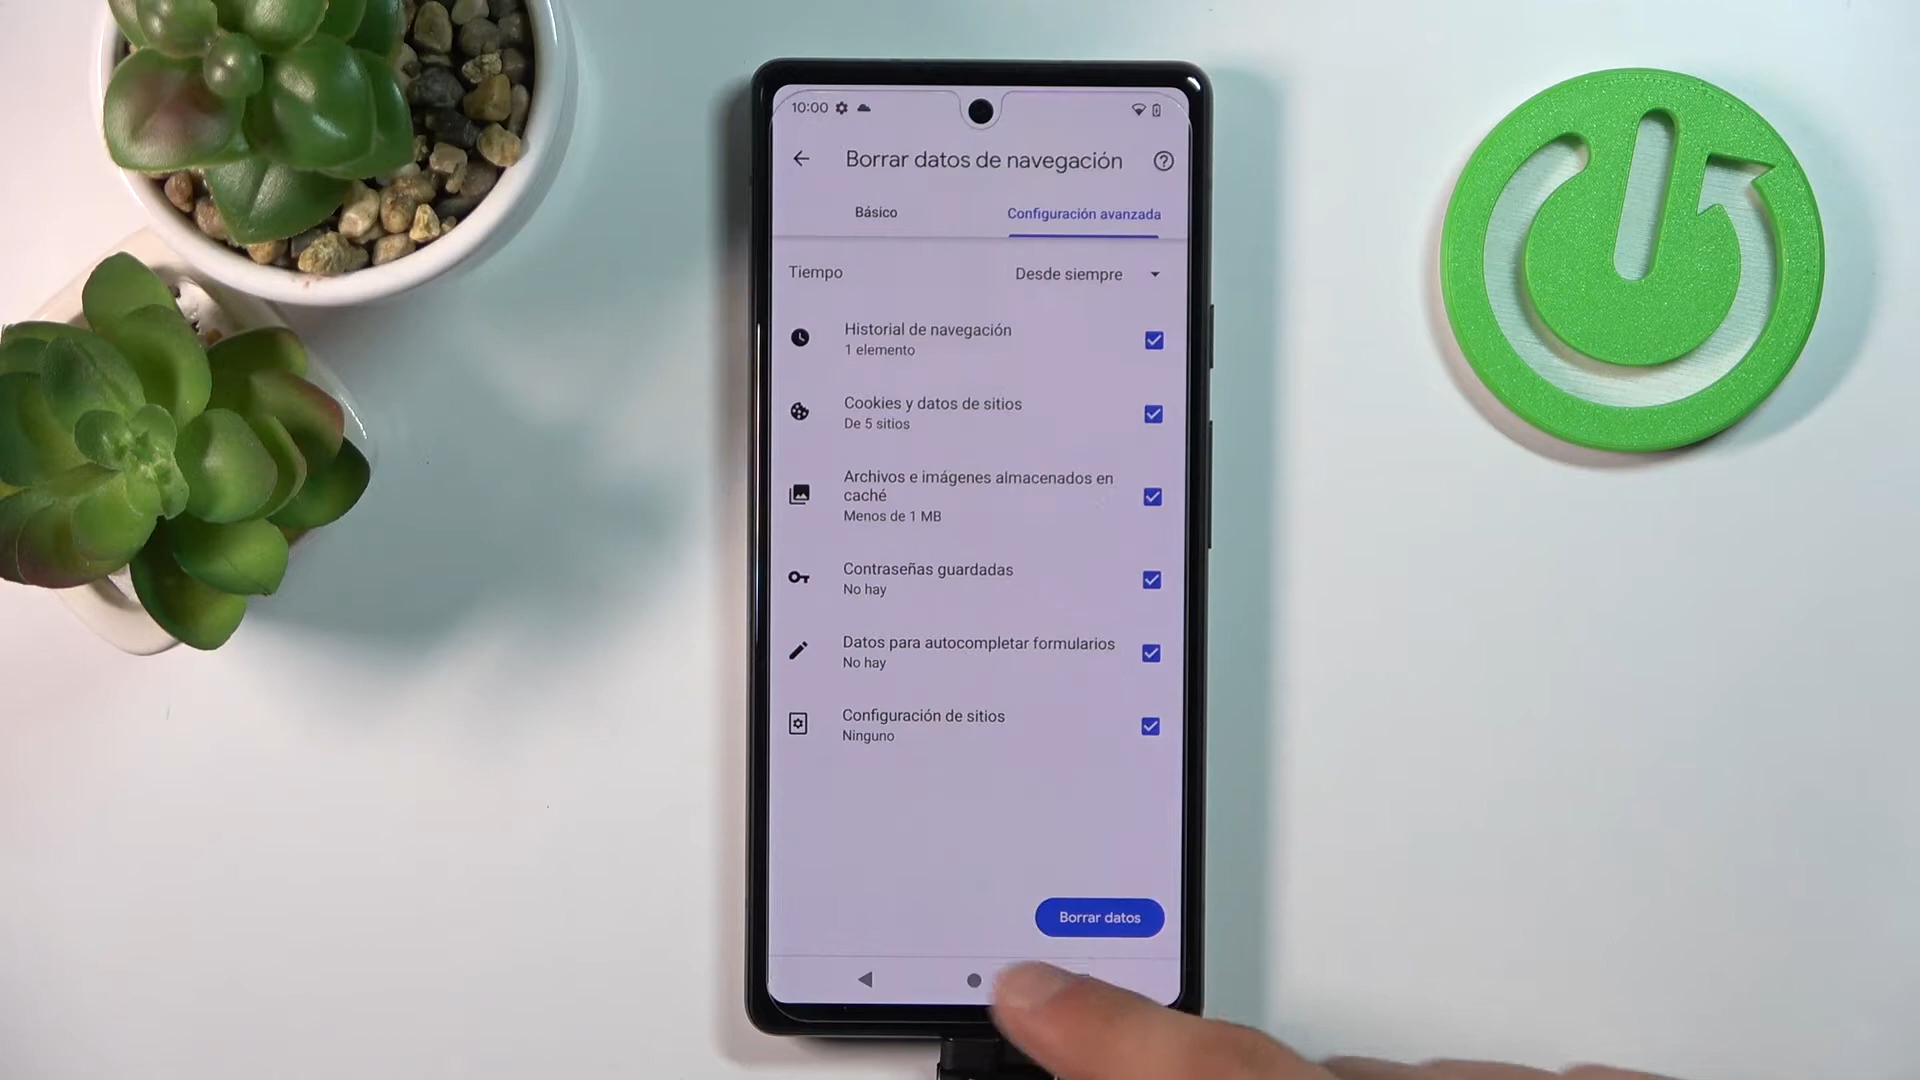 10:00
Borrar datos de navegación
Básico
Configuración avanzada
Tiempo
Desde siempre
Historial de navegación
1 elemento
Cookies y datos de sitios
De 5 sitios
Archivos e imágenes almacenados en
caché
Menos de 1 MB
Contraseñas guardadas
No hay
Datos para autocompletar formularios
No hay
Configuración de sitios
Ninguno
Borrar datos